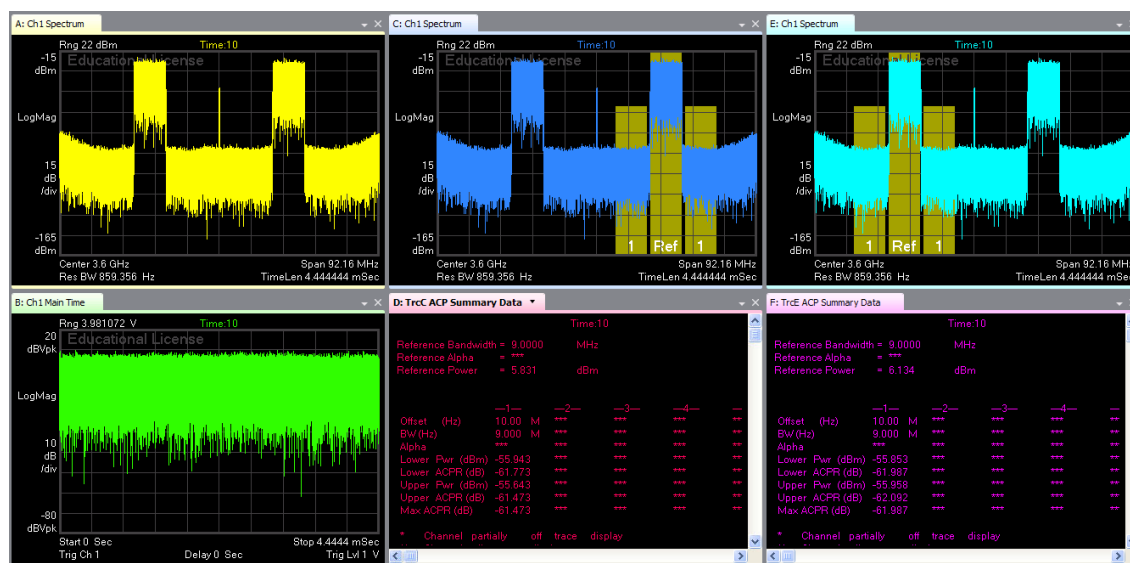 A: Ch1 Spectrum
Rng 22 dBm Time:10
-15
dBm
Educational License
LogMag
15
dB
/div
-165
dBm
Center 3.6 GHz Span 92.16 MHz
Res BW 859.356 Hz TimeLen 4.444444 mSec
C: Ch1 Spectrum
Rng 22 dBm Time:10
-15
dBm
Educational License
LogMag
15
dB
/div
-165
dBm
1 Ref 1
Center 3.6 GHz Span 92.16 MHz
Res BW 859.356 Hz TimeLen 4.444444 mSec
E: Ch1 Spectrum
Rng 22 dBm Time:10
-15
dBm
Educational License
LogMag
15
dB
/div
-165
dBm
1 Ref 1
Center 3.6 GHz Span 92.16 MHz
Res BW 859.356 Hz TimeLen 4.444444 mSec
B: Ch1 Main Time
Rng 3.981072 V Time:10
20
dBVpk
Educational License
LogMag
10
dB
/div
-80
dBVpk
Start 0 Sec Stop 4.4444 mSec
Trig Ch 1 Delay 0 Sec Trig Lvl 1 V
D: TrcC ACP Summary Data
Time:10
Reference Bandwidth = 9.0000 MHz
Reference Alpha = ***
Reference Power = 5.831 dBm
—1— —2— —3— —4— —
Offset (Hz) 10.00 M *** *** *** **
BW (Hz) 9.000 M *** *** *** **
Alpha *** *** *** *** **
Lower Pwr (dBm) -55.943 *** *** *** **
Lower ACPR (dB) -61.773 *** *** *** **
Upper Pwr (dBm) -55.643 *** *** *** **
Upper ACPR (dB) -61.473 *** *** *** **
Max ACPR (dB) -61.473 *** *** *** **
* Channel partially off trace display
F: TrcE ACP Summary Data
Time:10
Reference Bandwidth = 9.0000 MHz
Reference Alpha = ***
Reference Power = 6.134 dBm
—1— —2— —3— —4— —
Offset (Hz) 10.00 M *** *** *** **
BW (Hz) 9.000 M *** *** *** **
Alpha *** *** *** *** **
Lower Pwr (dBm) -55.853 *** *** *** **
Lower ACPR (dB) -61.987 *** *** *** **
Upper Pwr (dBm) -55.958 *** *** *** **
Upper ACPR (dB) -62.092 *** *** *** **
Max ACPR (dB) -61.987 *** *** *** **
* Channel partially off trace display